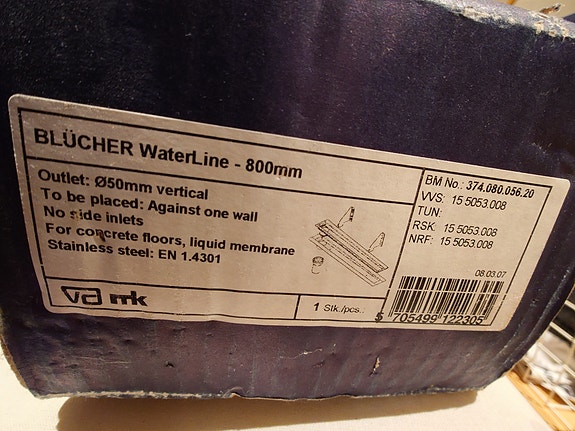 BLÜCHER WaterLine - 800mm
Outlet: Ø50mm vertical
To be placed: Against one wall
No side inlets
For concrete floors, liquid membrane
Stainless steel: EN 1.4301
BM No.: 374.080.056.20
VVS: 15 5053.008
TUN:
RSK: 15 5053.008
NRF: 15 5053.008
08.03.07
va mk
1 Stk./pcs.:
5 705499 122305